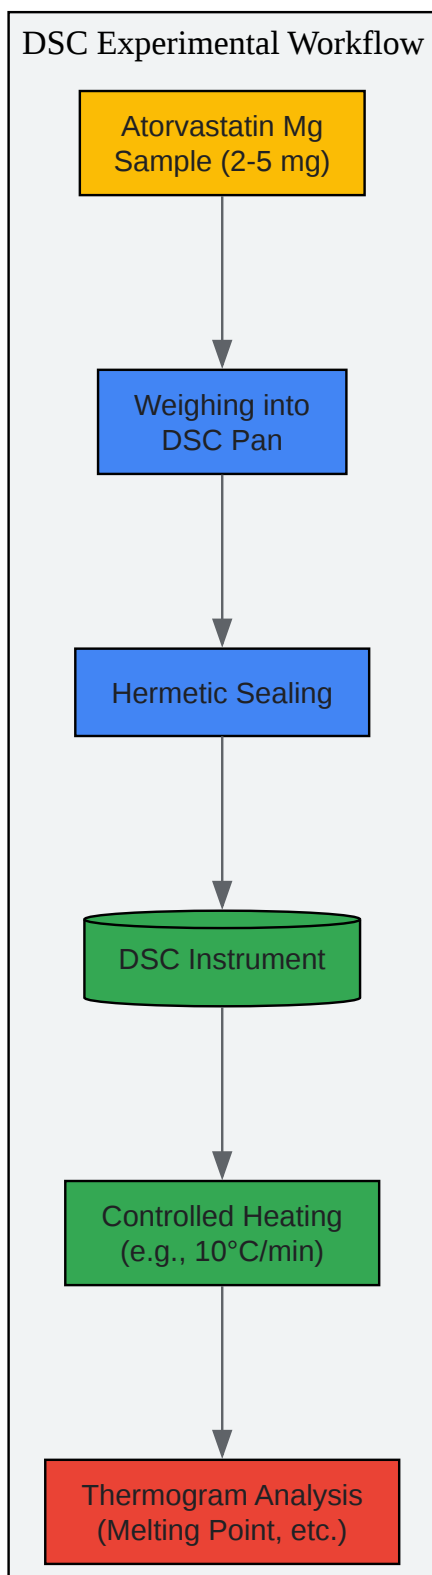 DSC Experimental Workflow
Atorvastatin Mg
Sample (2-5 mg)
Weighing into
DSC Pan
Hermetic Sealing
DSC Instrument
Controlled Heating
(e.g., 10°C/min)
Thermogram Analysis
(Melting Point, etc.)